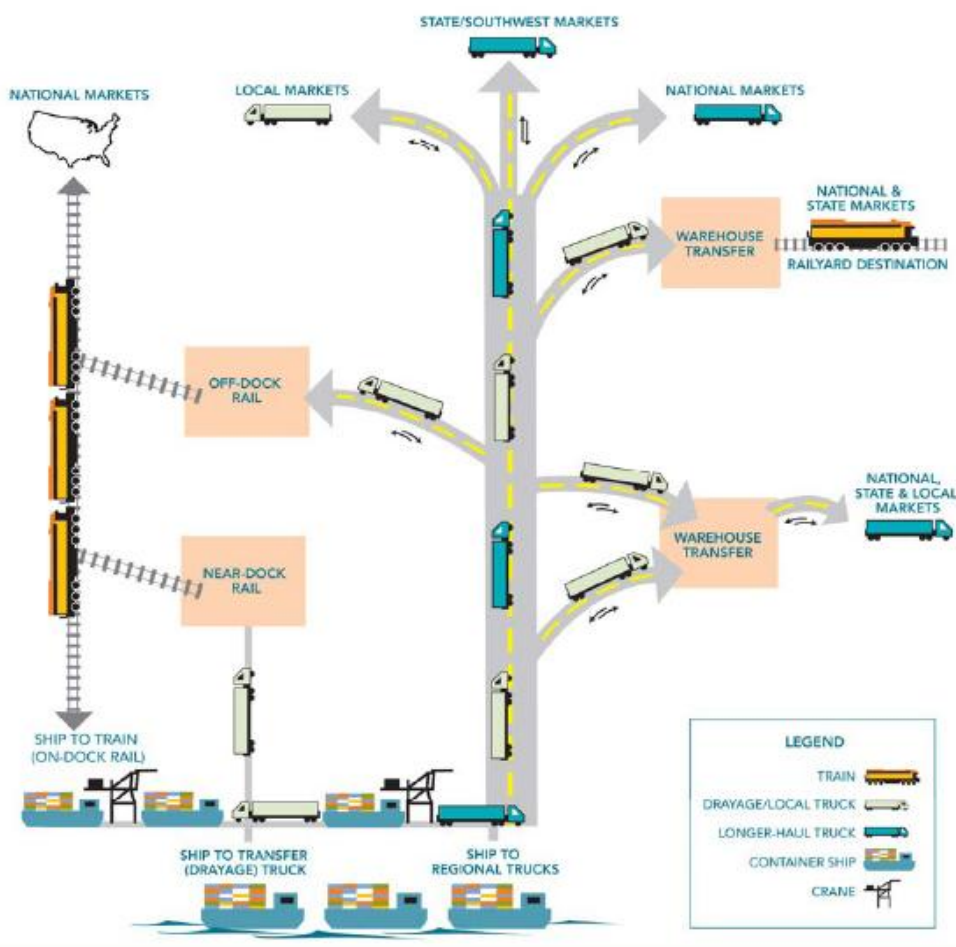 STATE/SOUTHWEST MARKETS
NATIONAL MARKETS
LOCAL MARKETS
NATIONAL MARKETS
NATIONAL &
STATE MARKETS
WAREHOUSE
TRANSFER
RAILYARD DESTINATION
OFF-DOCK
RAIL
NATIONAL,
STATE & LOCAL
MARKETS
WAREHOUSE
TRANSFER
NEAR-DOCK
RAIL
SHIP TO TRAIN
(ON-DOCK RAIL)
SHIP TO TRANSFER
(DRAYAGE) TRUCK
SHIP TO
REGIONAL TRUCKS
LEGEND
TRAIN
DRAYAGE/LOCAL TRUCK
LONGER-HAUL TRUCK
CONTAINER SHIP
CRANE